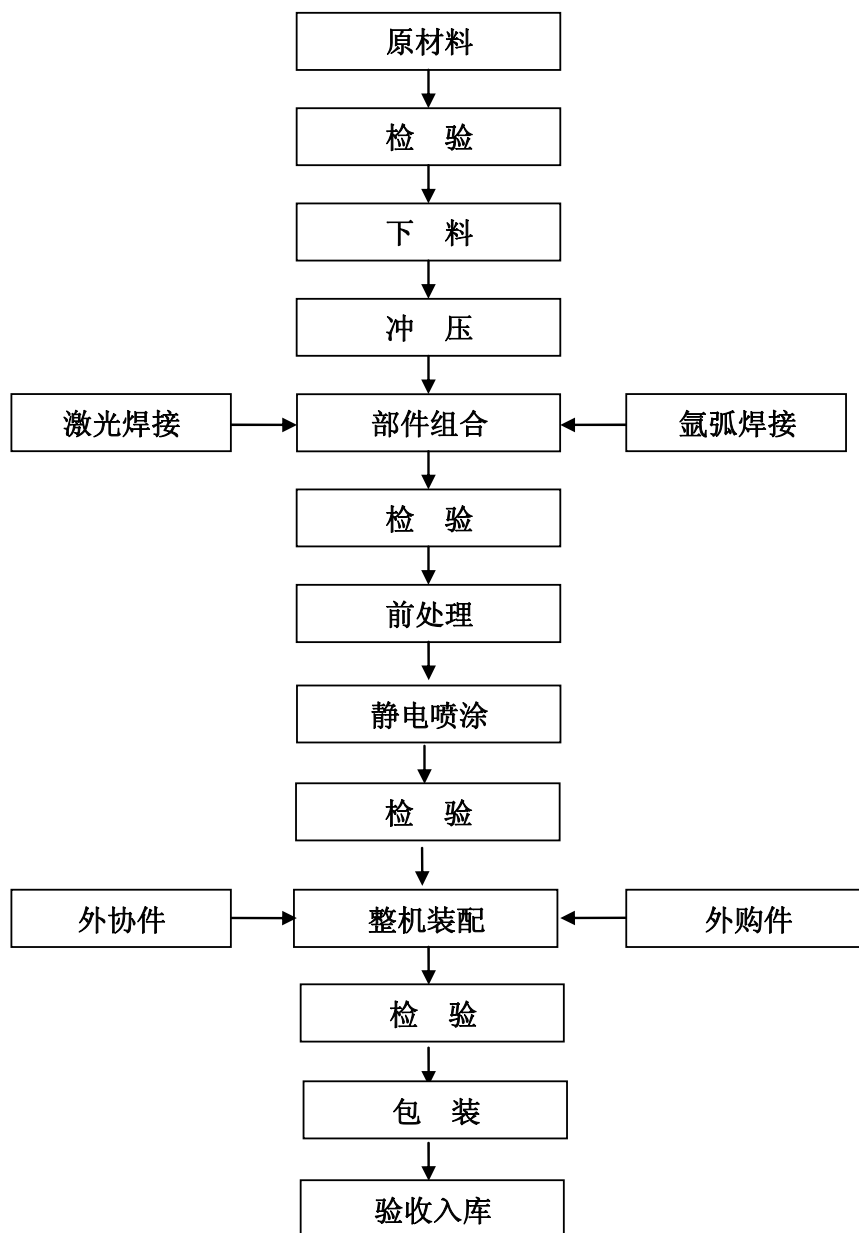 原材料
检 验
下 料
冲 压
激光焊接
部件组合
氩弧焊接
检 验
前处理
静电喷涂
检 验
外协件
整机装配
外购件
检 验
包 装
验收入库